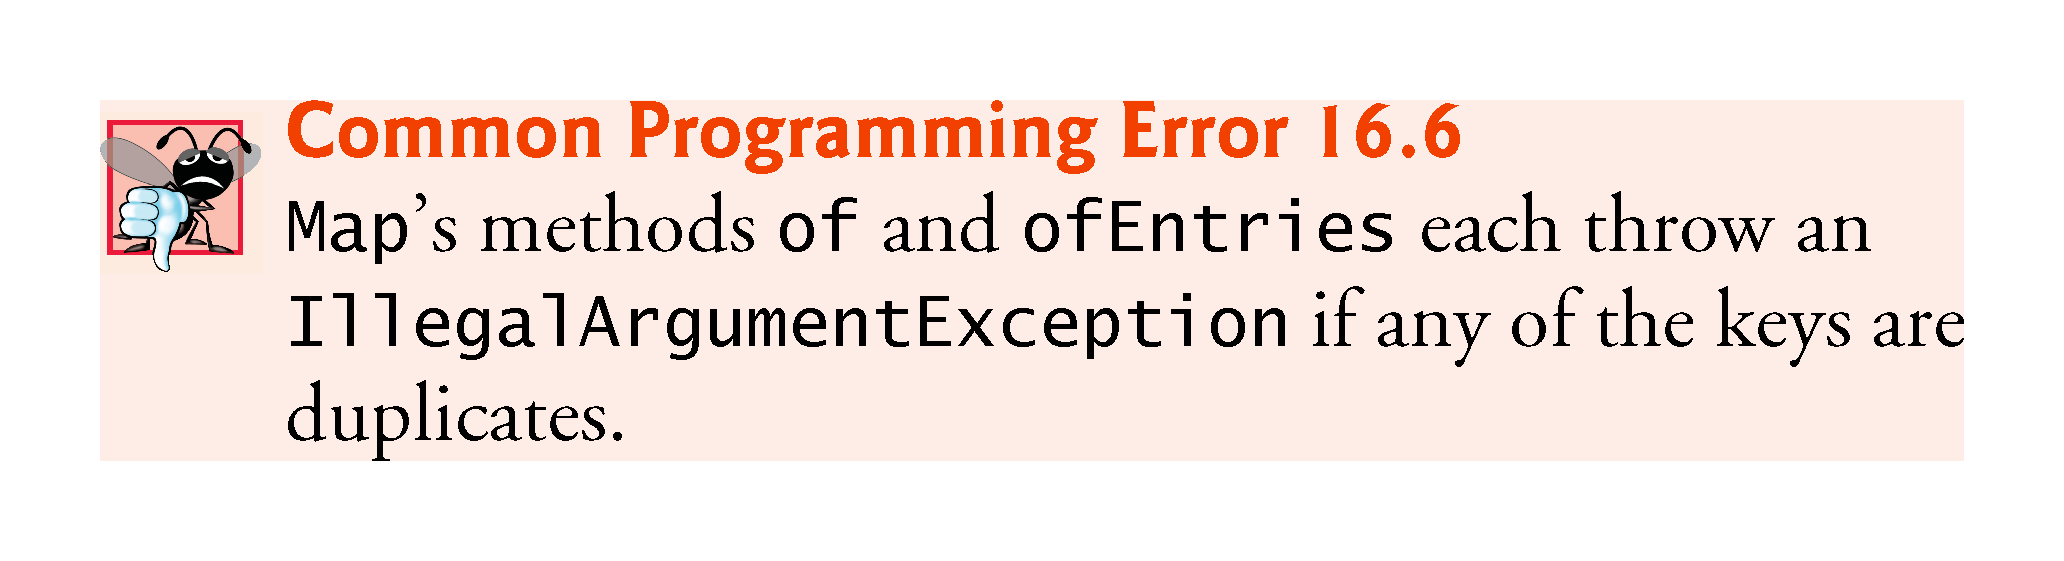 Common Programming Error 16.6
Map’s methods of and ofEntries each throw an
IllegalArgumentException if any of the keys are
duplicates.